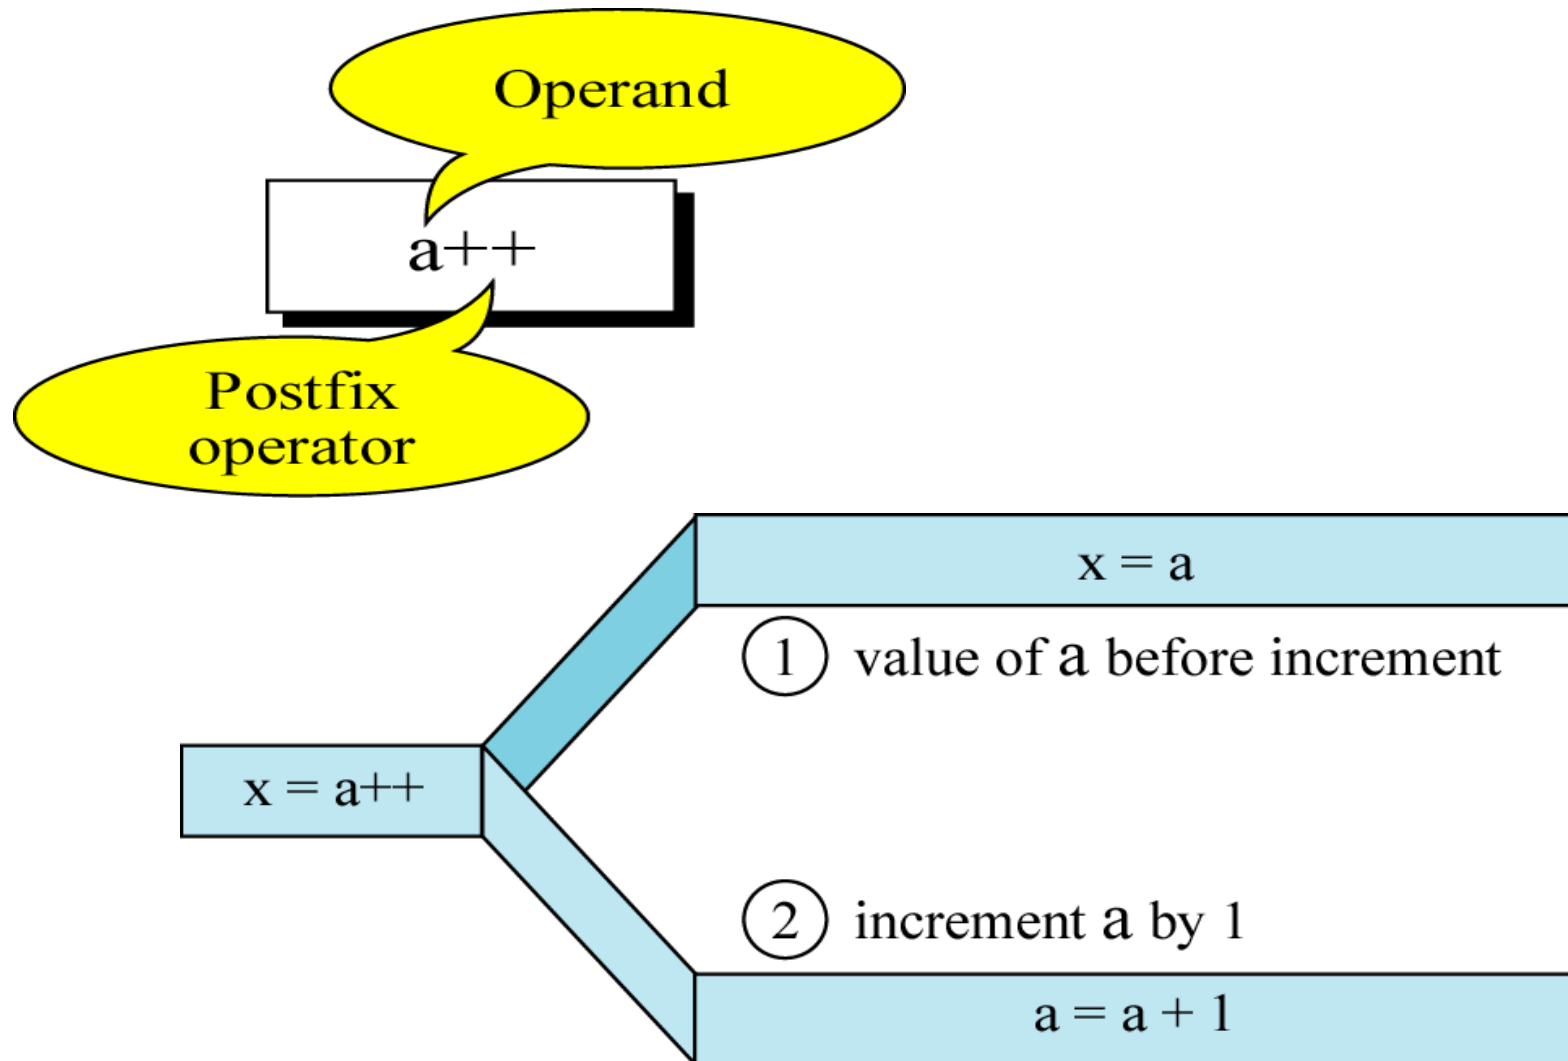 Operand
a++
Postfix
operator
x = a
1 value of a before increment
x = a++
2 increment a by 1
a = a + 1